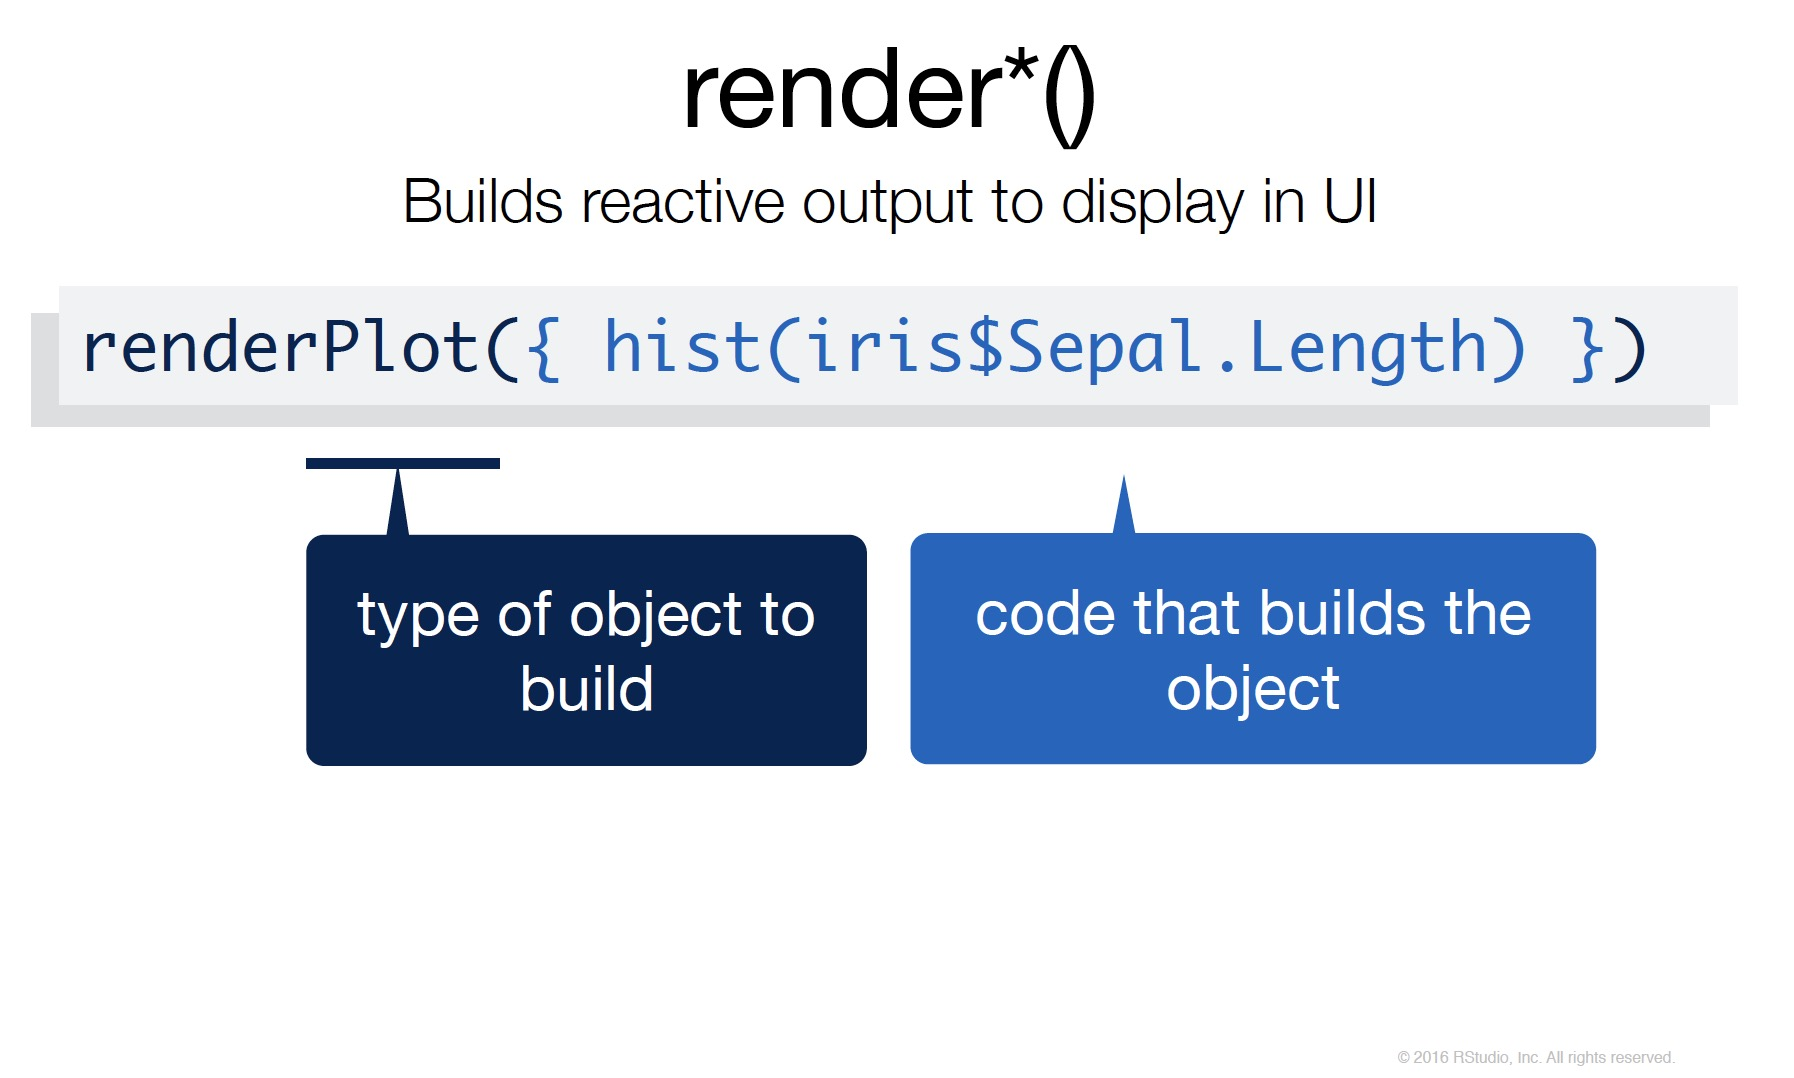 render*()
Builds reactive output to display in UI
renderPlot({ hist(iris$Sepal.Length) })
type of object to
build
code that builds the
object
© 2016 RStudio, Inc. All rights reserved.